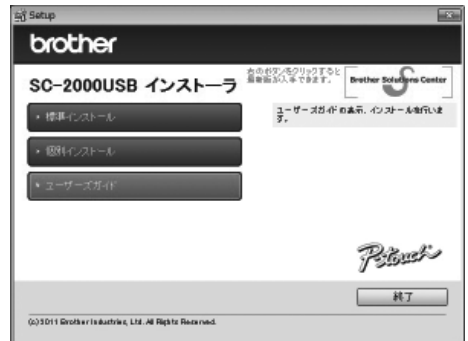 Setup
brother
SC-2000USB インストーラ
右のボタンをクリックすると
最新版が入手できます。
Brother Solutions Center
標準インストール
個別インストール
ユーザーズガイド
ユーザーズガイドの表示、インストールを行いま
す。
P-touch
終了
(c)2011 Brother Industries, Ltd. All Rights Reserved.